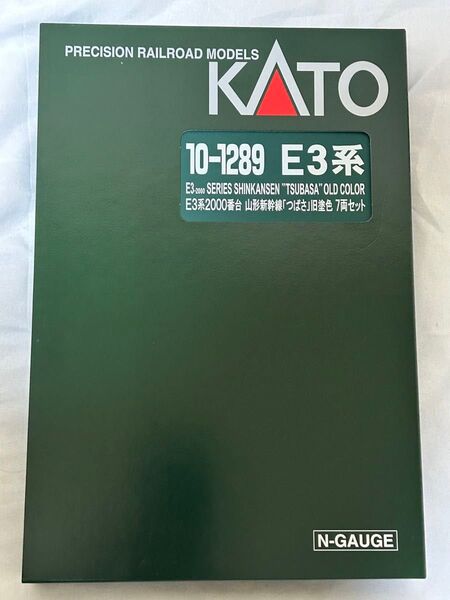 PRECISION RAILROAD MODELS
KATO
10-1289 E3系
E3-2000 SERIES SHINKANSEN "TSUBASA" OLD COLOR
E3系2000番台 山形新幹線「つばさ」旧塗色 7両セット
N-GAUGE